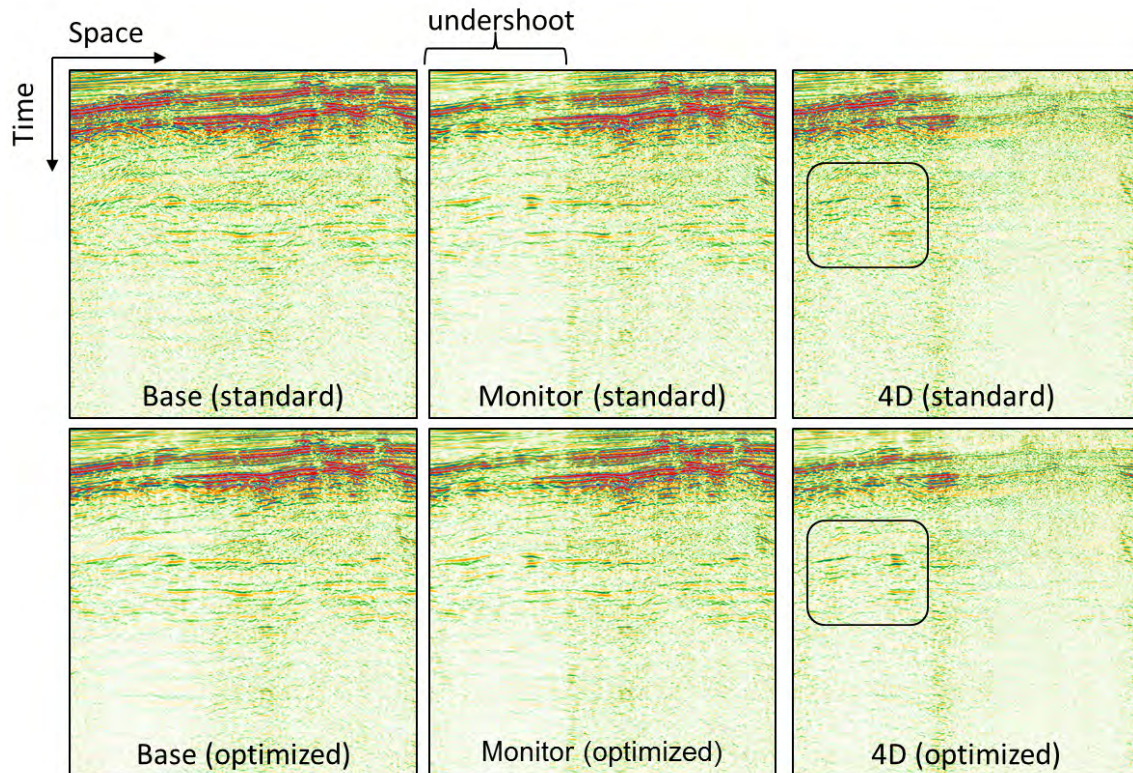 undershoot
Space
Time
Base (standard)
Monitor (standard)
4D (standard)
Base (optimized)
Monitor (optimized)
4D (optimized)